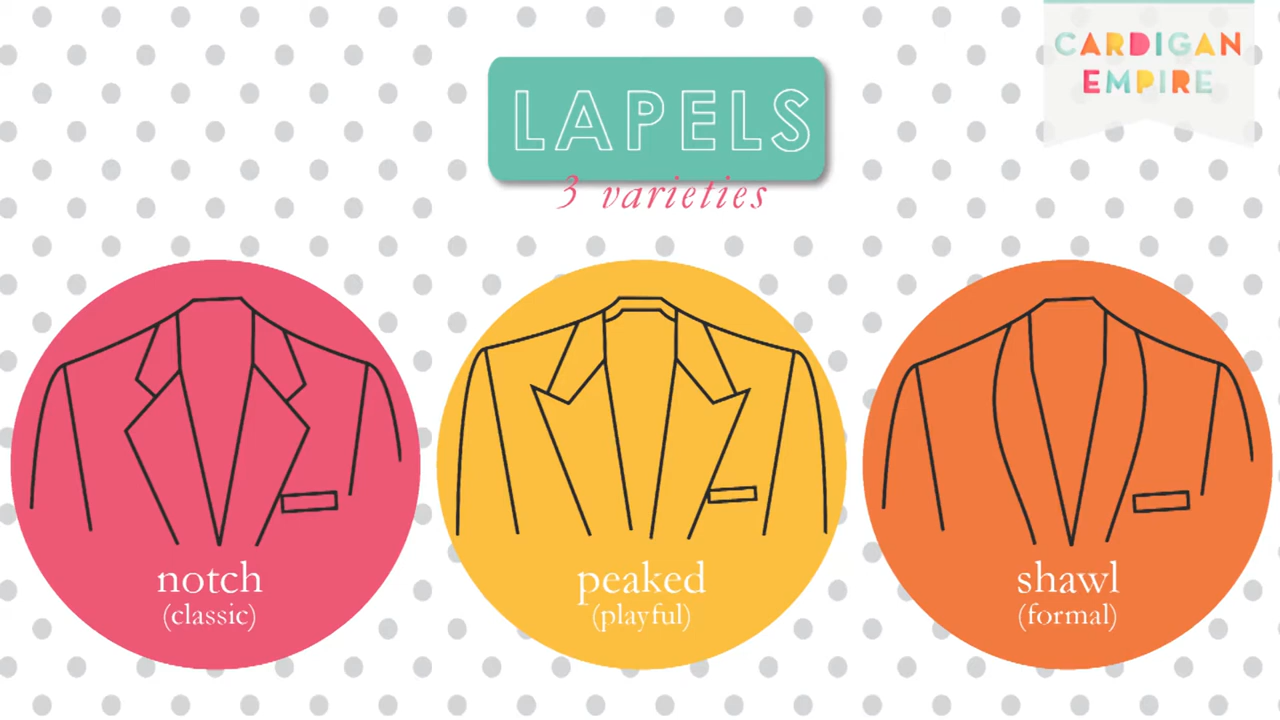 CARDIGAN
EMPIRE
LAPELS
3 varieties
notch
(classic)
peaked
(playful)
shawl
(formal)